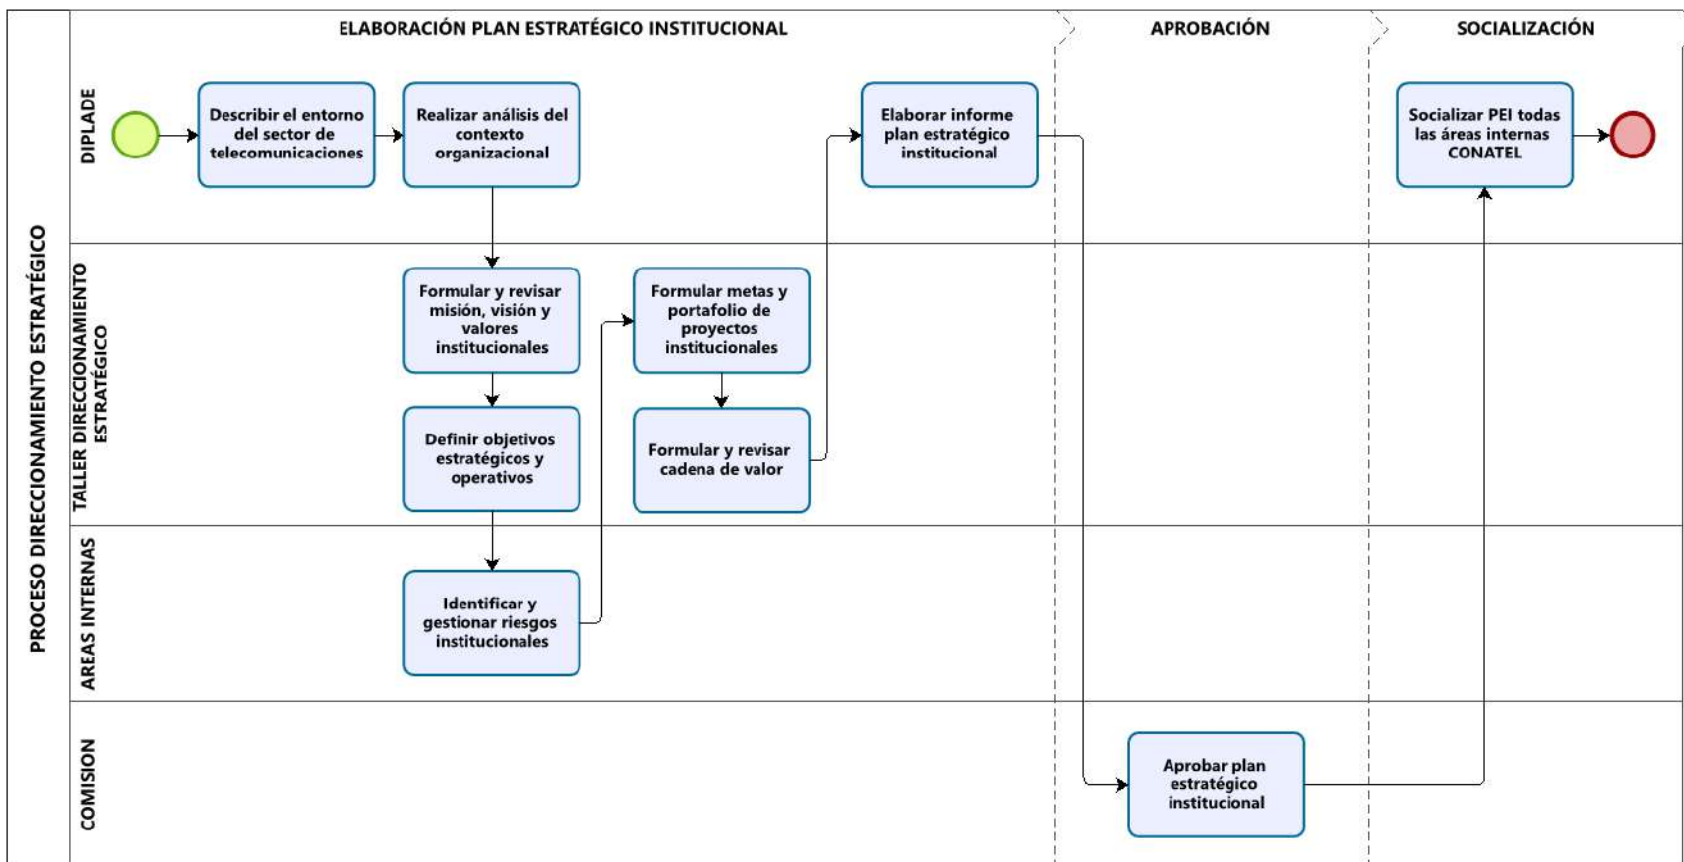 ELABORACIÓN PLAN ESTRATÉGICO INSTITUCIONAL
APROBACIÓN
SOCIALIZACIÓN
PROCESO DIRECCIONAMIENTO ESTRATÉGICO
DIPLADE
Describir el entorno
del sector de
telecomunicaciones
Realizar análisis del
contexto
organizacional
Elaborar informe
plan estratégico
institucional
Socializar PEI todas
las áreas internas
CONATEL
TALLER DIRECCIONAMIENTO
ESTRATÉGICO
Formular y revisar
misión, visión y
valores
institucionales
Formular metas y
portafolio de
proyectos
institucionales
Definir objetivos
estratégicos y
operativos
Formular y revisar
cadena de valor
AREAS INTERNAS
Identificar y
gestionar riesgos
institucionales
COMISION
Aprobar plan
estratégico
institucional